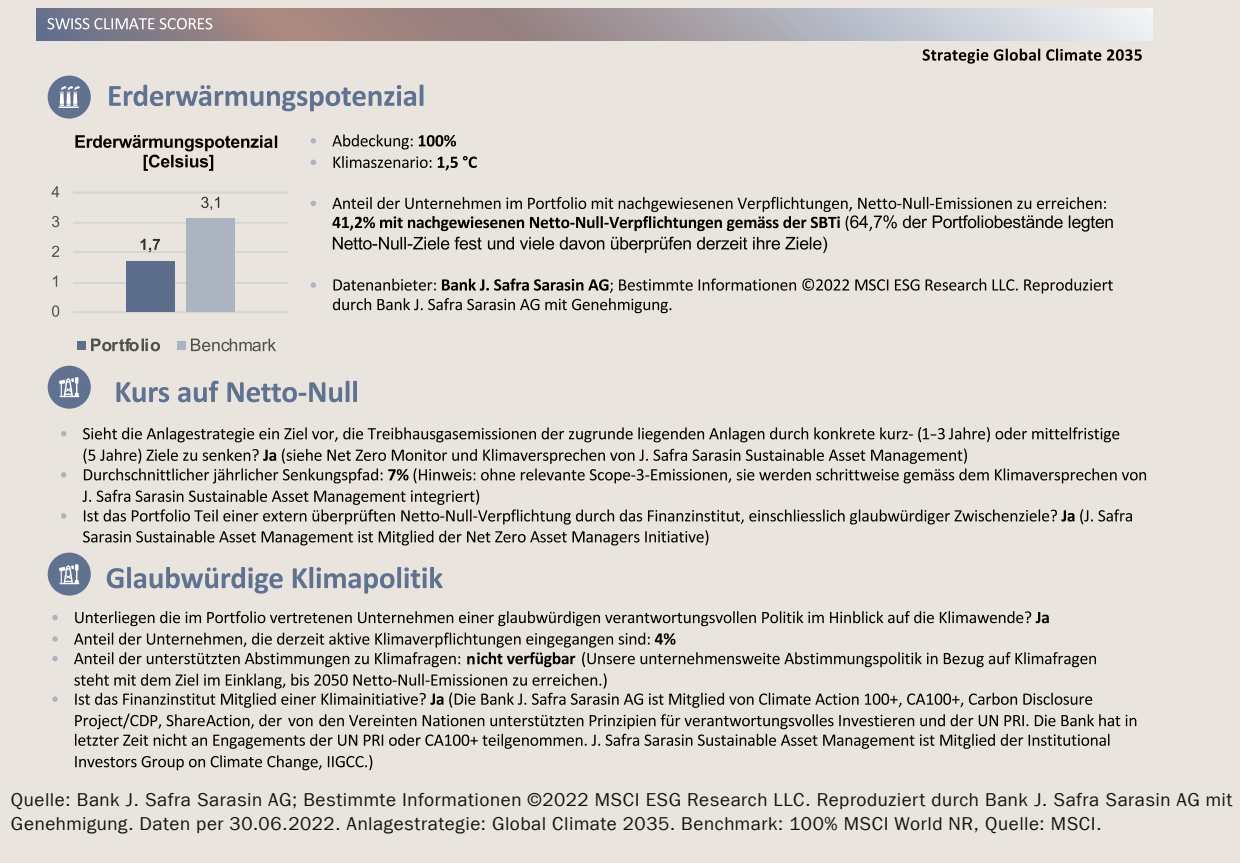 SWISS CLIMATE SCORES
Strategie Global Climate 2035
Erderwärmungspotenzial
Erderwärmungspotenzial
[Celsius]
4
3
2
1
0
1,7
3,1
Portfolio Benchmark
Abdeckung: 100%
Klimaszenario: 1,5 °C
Anteil der Unternehmen im Portfolio mit nachgewiesenen Verpflichtungen, Netto-Null-Emissionen zu erreichen:
41,2% mit nachgewiesenen Netto-Null-Verpflichtungen gemäss der SBTi (64,7% der Portfoliobestände legten
Netto-Null-Ziele fest und viele davon überprüfen derzeit ihre Ziele)
Datenanbieter: Bank J. Safra Sarasin AG; Bestimmte Informationen ©2022 MSCI ESG Research LLC. Reproduziert
durch Bank J. Safra Sarasin AG mit Genehmigung.
Kurs auf Netto-Null
Sieht die Anlagestrategie ein Ziel vor, die Treibhausgasemissionen der zugrunde liegenden Anlagen durch konkrete kurz- (1–3 Jahre) oder mittelfristige
(5 Jahre) Ziele zu senken? Ja (siehe Net Zero Monitor und Klimaversprechen von J. Safra Sarasin Sustainable Asset Management)
Durchschnittlicher jährlicher Senkungspfad: 7% (Hinweis: ohne relevante Scope-3-Emissionen, sie werden schrittweise gemäss dem Klimaversprechen von
J. Safra Sarasin Sustainable Asset Management integriert)
Ist das Portfolio Teil einer extern überprüften Netto-Null-Verpflichtung durch das Finanzinstitut, einschliesslich glaubwürdiger Zwischenziele? Ja (J. Safra
Sarasin Sustainable Asset Management ist Mitglied der Net Zero Asset Managers Initiative)
Glaubwürdige Klimapolitik
Unterliegen die im Portfolio vertretenen Unternehmen einer glaubwürdigen verantwortungsvollen Politik im Hinblick auf die Klimawende? Ja
Anteil der Unternehmen, die derzeit aktive Klimaverpflichtungen eingegangen sind: 4%
Anteil der unterstützten Abstimmungen zu Klimafragen: nicht verfügbar (Unsere unternehmensweite Abstimmungspolitik in Bezug auf Klimafragen
steht mit dem Ziel im Einklang, bis 2050 Netto-Null-Emissionen zu erreichen.)
Ist das Finanzinstitut Mitglied einer Klimainitiative? Ja (Die Bank J. Safra Sarasin AG ist Mitglied von Climate Action 100+, CA100+, Carbon Disclosure
Project/CDP, ShareAction, der von den Vereinten Nationen unterstützten Prinzipien für verantwortungsvolles Investieren und der UN PRI. Die Bank hat in
letzter Zeit nicht an Engagements der UN PRI oder CA100+ teilgenommen. J. Safra Sarasin Sustainable Asset Management ist Mitglied der Institutional
Investors Group on Climate Change, IIGCC.)
Quelle: Bank J. Safra Sarasin AG; Bestimmte Informationen ©2022 MSCI ESG Research LLC. Reproduziert durch Bank J. Safra Sarasin AG mit
Genehmigung. Daten per 30.06.2022. Anlagestrategie: Global Climate 2035. Benchmark: 100% MSCI World NR, Quelle: MSCI.